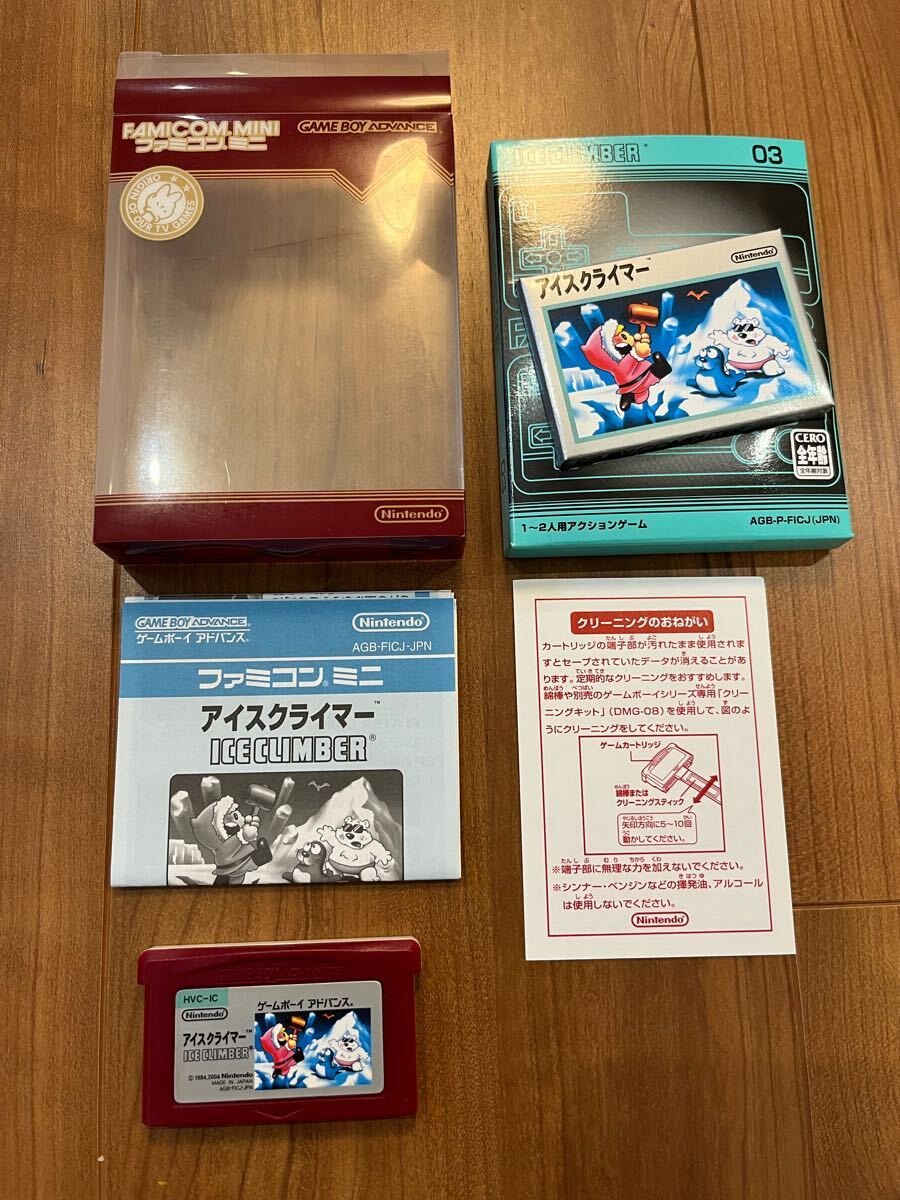 FAMICOM MINI
ファミコン ミニ
GAME BOY ADVANCE
ORIGIN OF OUR TV GAMES
Nintendo
ICE CLIMBER®
03
Nintendo
アイスクライマー™
CERO
全年齢
全年齢対象
1〜2人用アクションゲーム
AGB-P-FICJ(JPN)
GAME BOY ADVANCE
ゲームボーイ アドバンス®
Nintendo
AGB-FICJ-JPN
ファミコン® ミニ
アイスクライマー™
ICE CLIMBER®
クリーニングのおねがい
カートリッジの端子部が汚れたまま使用されま
すとセーブされていたデータが消えることがあ
ります。定期的なクリーニングをおすすめします。
綿棒や別売のゲームボーイシリーズ専用「クリー
ニングキット」(DMG-08)を使用して、図のよ
うにクリーニングをしてください。
ゲームカートリッジ
綿棒または
クリーニングスティック
矢印方向に5〜10回
動かしてください。
※端子部に無理な力を加えないでください。
※シンナー・ベンジンなどの揮発油、アルコール
は使用しないでください。
Nintendo
GAME BOY ADVANCE
HVC-IC
ゲームボーイ アドバンス®
Nintendo
アイスクライマー™
ICE CLIMBER®
© 1984,2004 Nintendo
MADE IN JAPAN
AGB-FICJ-JPN